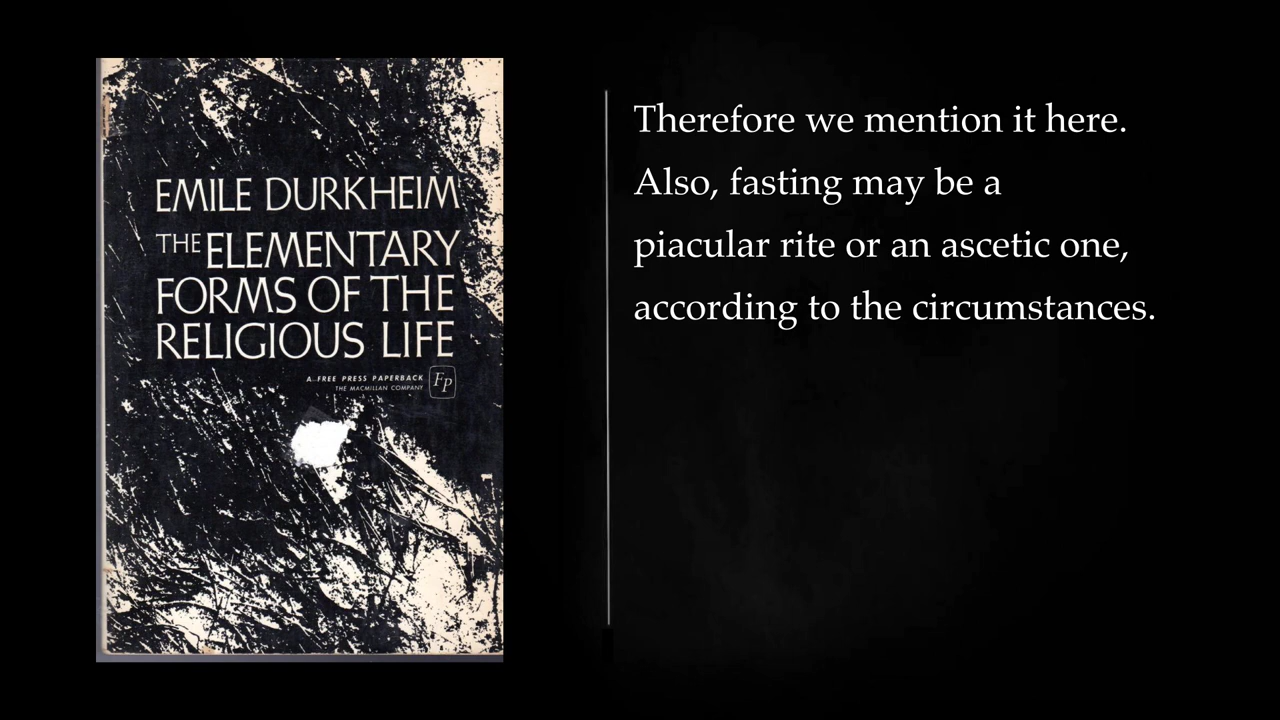 EMILE DURKHEIM
THE ELEMENTARY
FORMS OF THE
RELIGIOUS LIFE
A FREE PRESS PAPERBACK
THE MACMILLAN COMPANY
FP
Therefore we mention it here.
Also, fasting may be a
piacular rite or an ascetic one,
according to the circumstances.